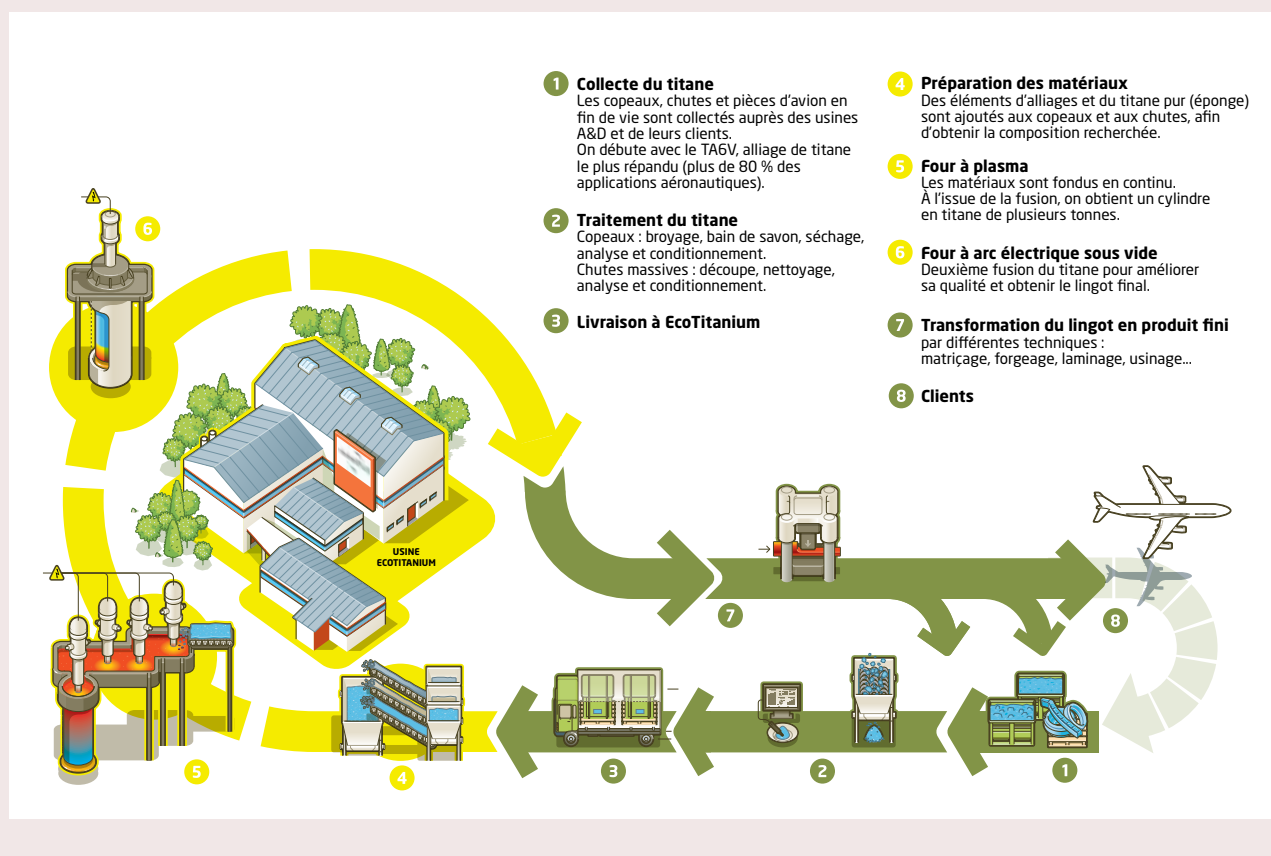 1 Collecte du titane
Les copeaux, chutes et pièces d'avion en
fin de vie sont collectés auprès des usines
A&D et de leurs clients.
On débute avec le TA6V, alliage de titane
le plus répandu (plus de 80 % des
applications aéronautiques).
2 Traitement du titane
Copeaux : broyage, bain de savon, séchage,
analyse et conditionnement.
Chutes massives : découpe, nettoyage,
analyse et conditionnement.
3 Livraison à EcoTitanium
4 Préparation des matériaux
Des éléments d'alliages et du titane pur (éponge)
sont ajoutés aux copeaux et aux chutes, afin
d'obtenir la composition recherchée.
5 Four à plasma
Les matériaux sont fondus en continu.
À l'issue de la fusion, on obtient un cylindre
en titane de plusieurs tonnes.
6 Four à arc électrique sous vide
Deuxième fusion du titane pour améliorer
sa qualité et obtenir le lingot final.
7 Transformation du lingot en produit fini
par différentes techniques :
matriçage, forgeage, laminage, usinage...
8 Clients
6
USINE
ECOTITANIUM
7
8
5
4
3
2
1